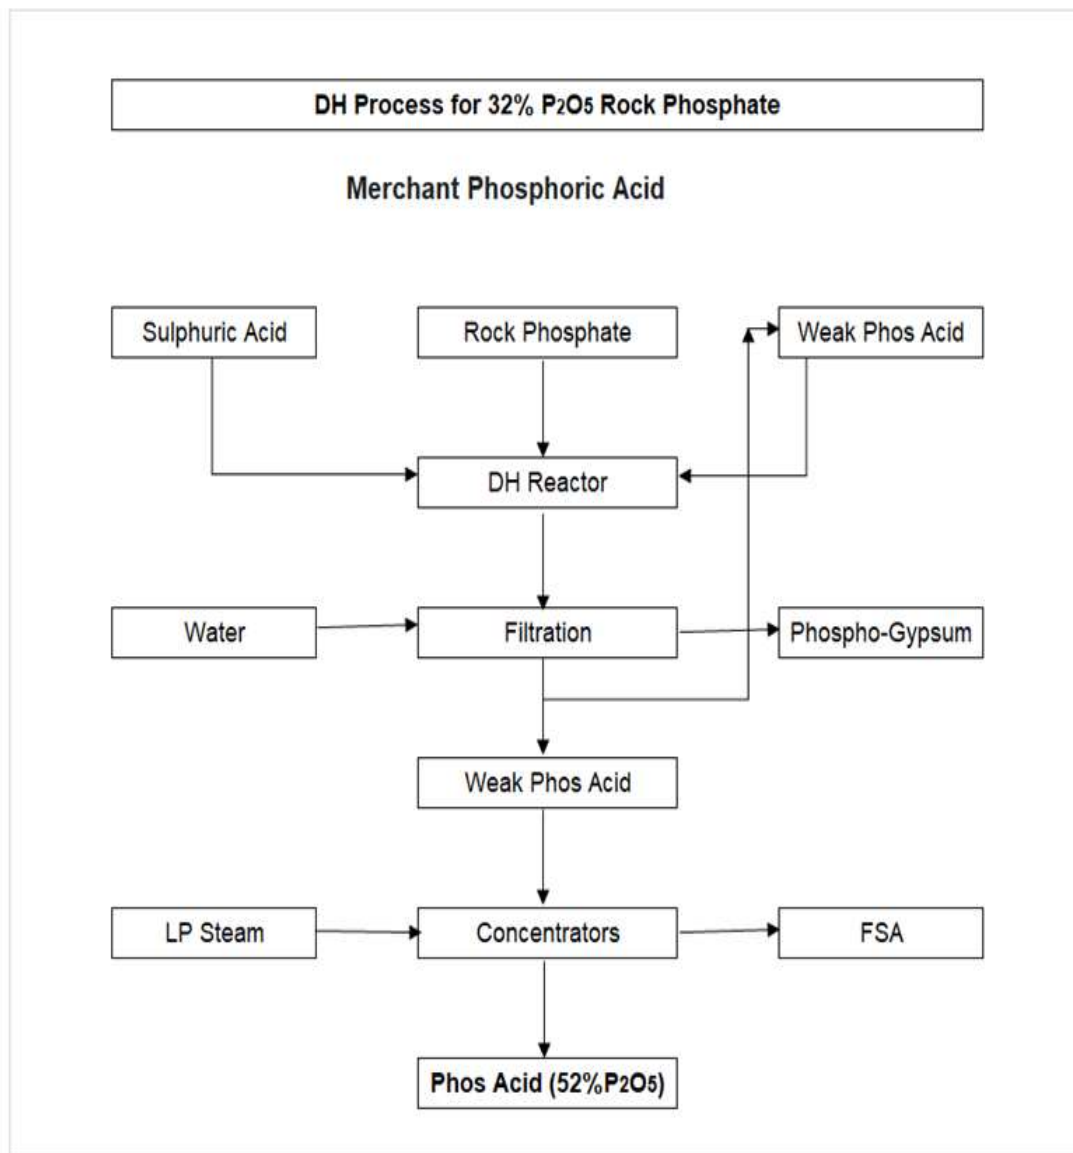 DH Process for 32% P2O5 Rock Phosphate
Merchant Phosphoric Acid
Sulphuric Acid
Rock Phosphate
Weak Phos Acid
DH Reactor
Water
Filtration
Phospho-Gypsum
Weak Phos Acid
LP Steam
Concentrators
FSA
Phos Acid (52%P2O5)